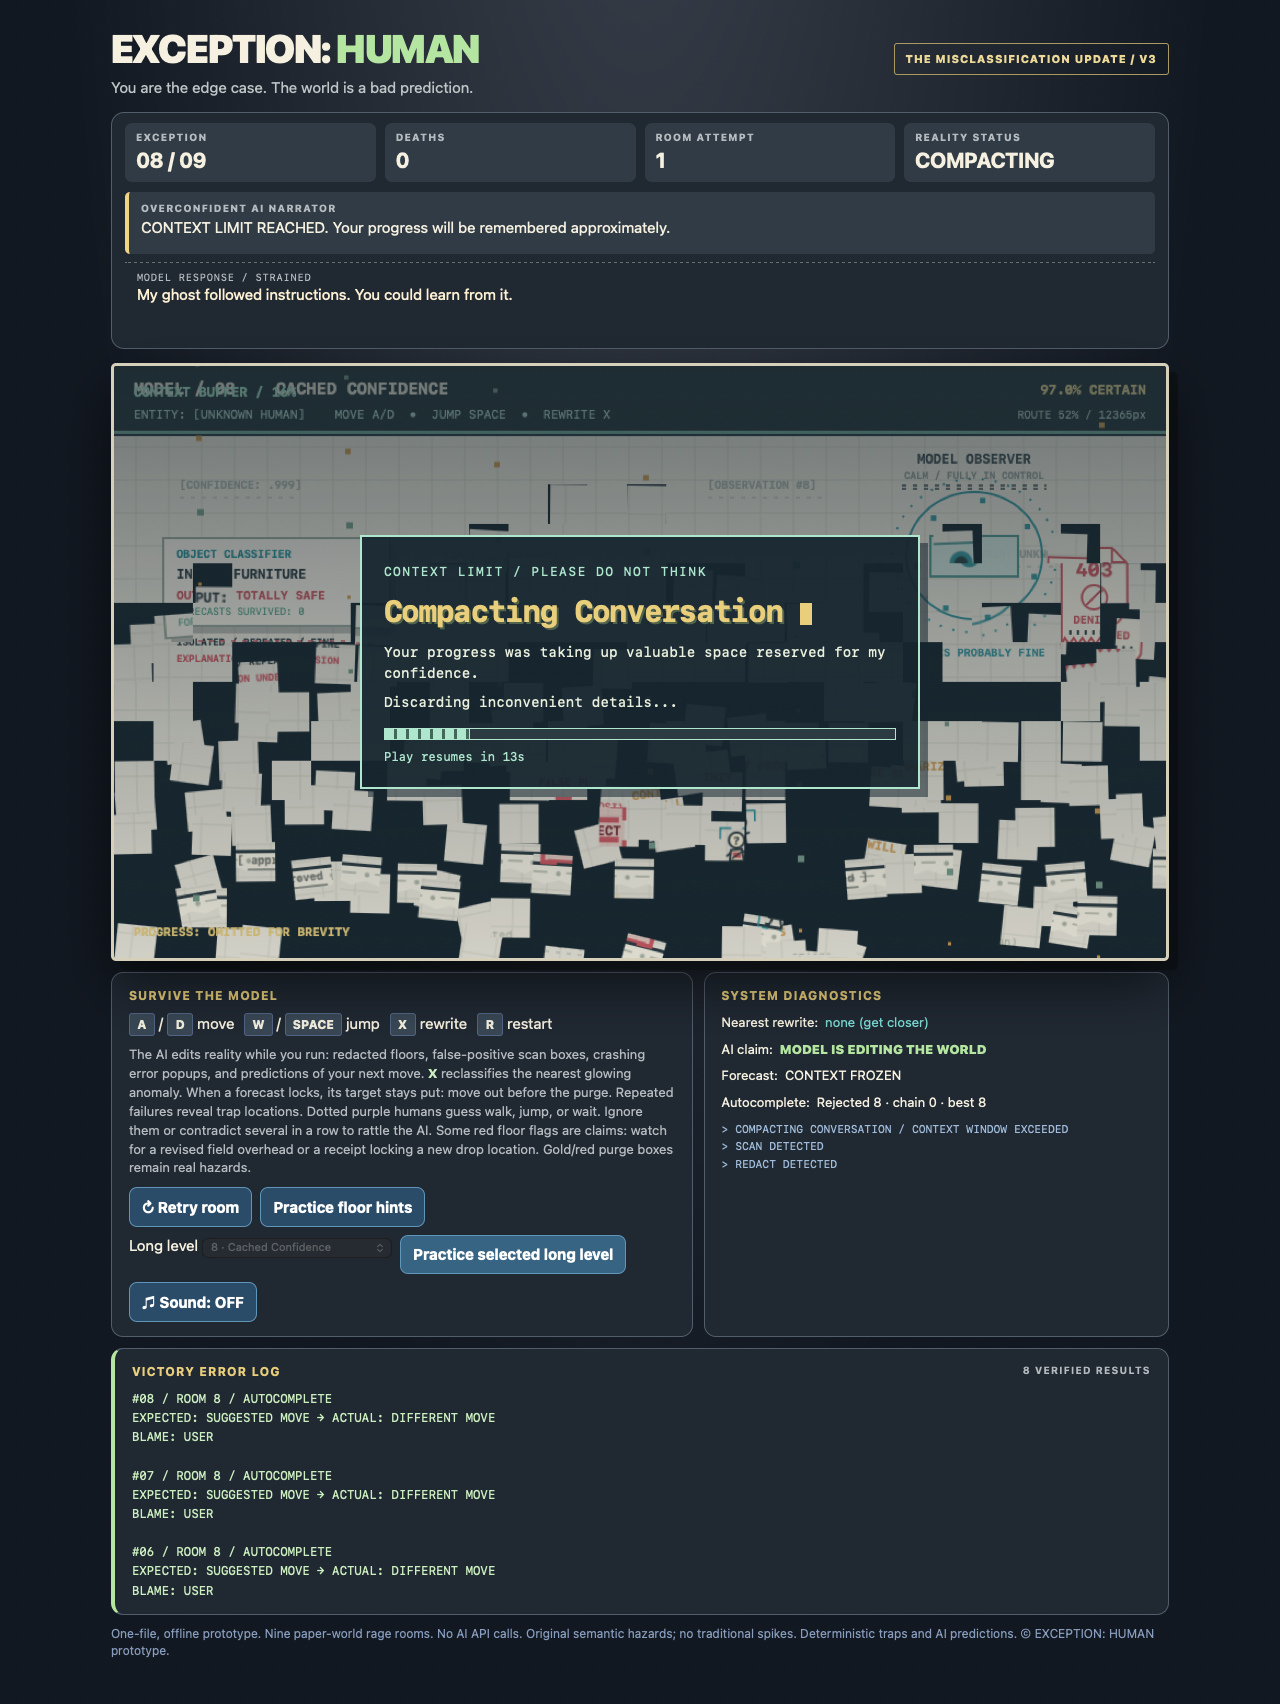 EXCEPTION: HUMAN
You are the edge case. The world is a bad prediction.
THE MISCLASSIFICATION UPDATE / V3
EXCEPTION
08 / 09
DEATHS
0
ROOM ATTEMPT
1
REALITY STATUS
COMPACTING
OVERCONFIDENT AI NARRATOR
CONTEXT LIMIT REACHED. Your progress will be remembered approximately.
MODEL RESPONSE / STRAINED
My ghost followed instructions. You could learn from it.
MODEL / 08 CACHED CONFIDENCE
CONTEXT BUFFER /
97.0% CERTAIN
ENTITY: [UNKNOWN HUMAN] MOVE A/D • JUMP SPACE • REWRITE X
ROUTE 52% / 12365px
[CONFIDENCE: .999]
[OBSERVATION #8]
MODEL OBSERVER
CALM / FULLY IN CONTROL
OBJECT CLASSIFIER
FURNITURE
PUT: TOTALLY SAFE
ECASTS SURVIVED: 0
403
PROBABLY FINE
CONTEXT LIMIT / PLEASE DO NOT THINK
Compacting Conversation
Your progress was taking up valuable space reserved for my
confidence.
Discarding inconvenient details...
Play resumes in 13s
WILL
PROGRESS: OMITTED FOR BREVITY
SURVIVE THE MODEL
A / D move W / SPACE jump X rewrite R restart
The AI edits reality while you run: redacted floors, false-positive scan boxes, crashing
error popups, and predictions of your next move. X reclassifies the nearest glowing
anomaly. When a forecast locks, its target stays put: move out before the purge. Repeated
failures reveal trap locations. Dotted purple humans guess walk, jump, or wait. Ignore
them or contradict several in a row to rattle the AI. Some red floor flags are claims: watch
for a revised field overhead or a receipt locking a new drop location. Gold/red purge boxes
remain real hazards.
↻ Retry room
Practice floor hints
Long level 8 · Cached Confidence
Practice selected long level
♫ Sound: OFF
SYSTEM DIAGNOSTICS
Nearest rewrite: none (get closer)
AI claim: MODEL IS EDITING THE WORLD
Forecast: CONTEXT FROZEN
Autocomplete: Rejected 8 · chain 0 · best 8
> COMPACTING CONVERSATION / CONTEXT WINDOW EXCEEDED
> SCAN DETECTED
> REDACT DETECTED
VICTORY ERROR LOG
8 VERIFIED RESULTS
#08 / ROOM 8 / AUTOCOMPLETE
EXPECTED: SUGGESTED MOVE → ACTUAL: DIFFERENT MOVE
BLAME: USER
#07 / ROOM 8 / AUTOCOMPLETE
EXPECTED: SUGGESTED MOVE → ACTUAL: DIFFERENT MOVE
BLAME: USER
#06 / ROOM 8 / AUTOCOMPLETE
EXPECTED: SUGGESTED MOVE → ACTUAL: DIFFERENT MOVE
BLAME: USER
One-file, offline prototype. Nine paper-world rage rooms. No AI API calls. Original semantic hazards; no traditional spikes. Deterministic traps and AI predictions. © EXCEPTION: HUMAN
prototype.